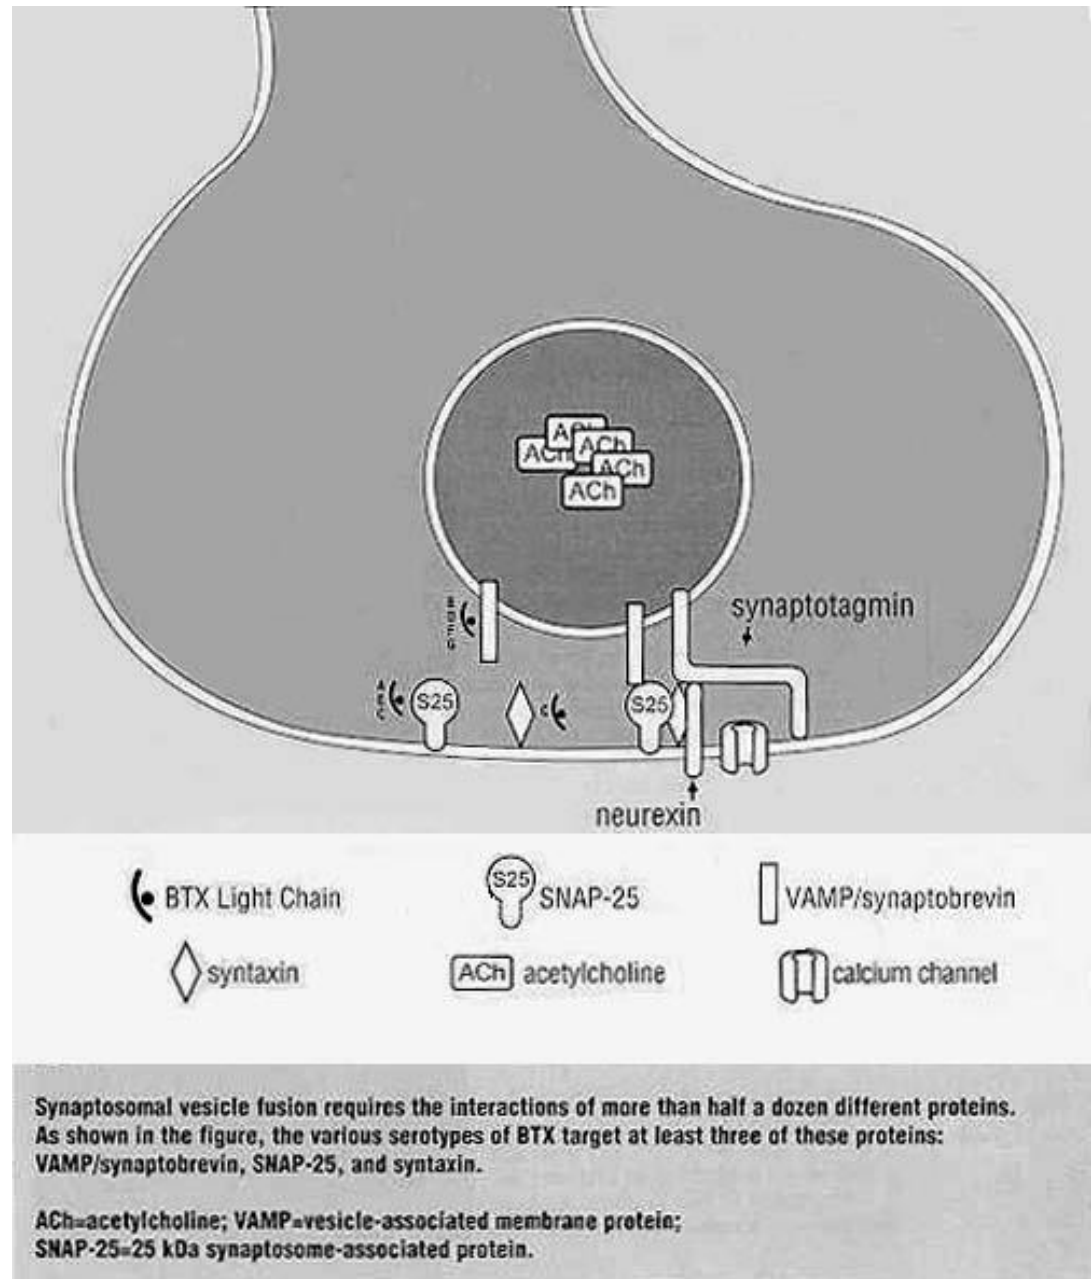 ACh
ACh
ACh
ACh
ACh
synaptotagmin
S25
C
S25
neurexin
BTX Light Chain
S25
SNAP-25
VAMP/synaptobrevin
syntaxin
ACh
acetylcholine
calcium channel
Synaptosomal vesicle fusion requires the interactions of more than half a dozen different proteins.
As shown in the figure, the various serotypes of BTX target at least three of these proteins:
VAMP/synaptobrevin, SNAP-25, and syntaxin.
ACh=acetylcholine; VAMP=vesicle-associated membrane protein;
SNAP-25=25 kDa synaptosome-associated protein.